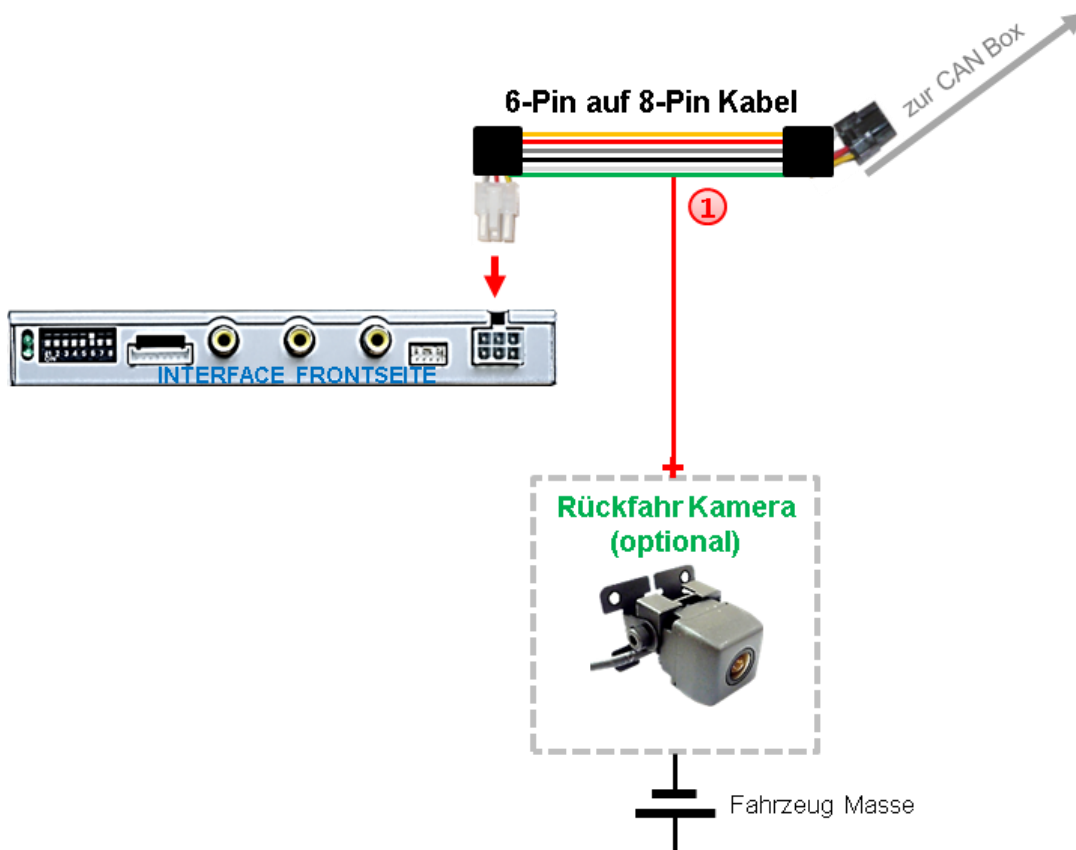 zur CAN Box
6-Pin auf 8-Pin Kabel
1
INTERFACE FRONTSEITE
Rückfahr Kamera
(optional)
Fahrzeug Masse